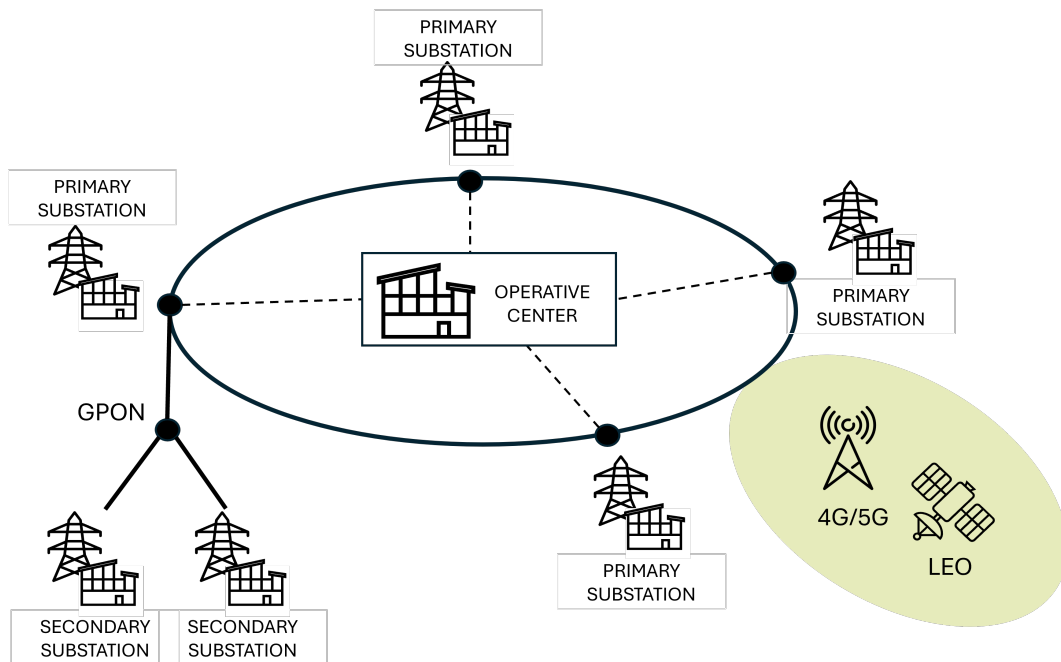 PRIMARY
SUBSTATION
PRIMARY
SUBSTATION
OPERATIVE
CENTER
PRIMARY
SUBSTATION
GPON
4G/5G
LEO
PRIMARY
SUBSTATION
SECONDARY
SUBSTATION
SECONDARY
SUBSTATION